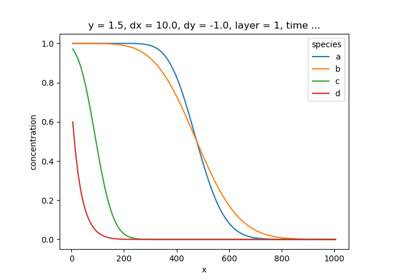 y = 1.5, dx = 10.0, dy = -1.0, layer = 1, time ...
species
a
b
c
d
concentration
1.0
0.8
0.6
0.4
0.2
0.0
0 200 400 600 800 1000
x